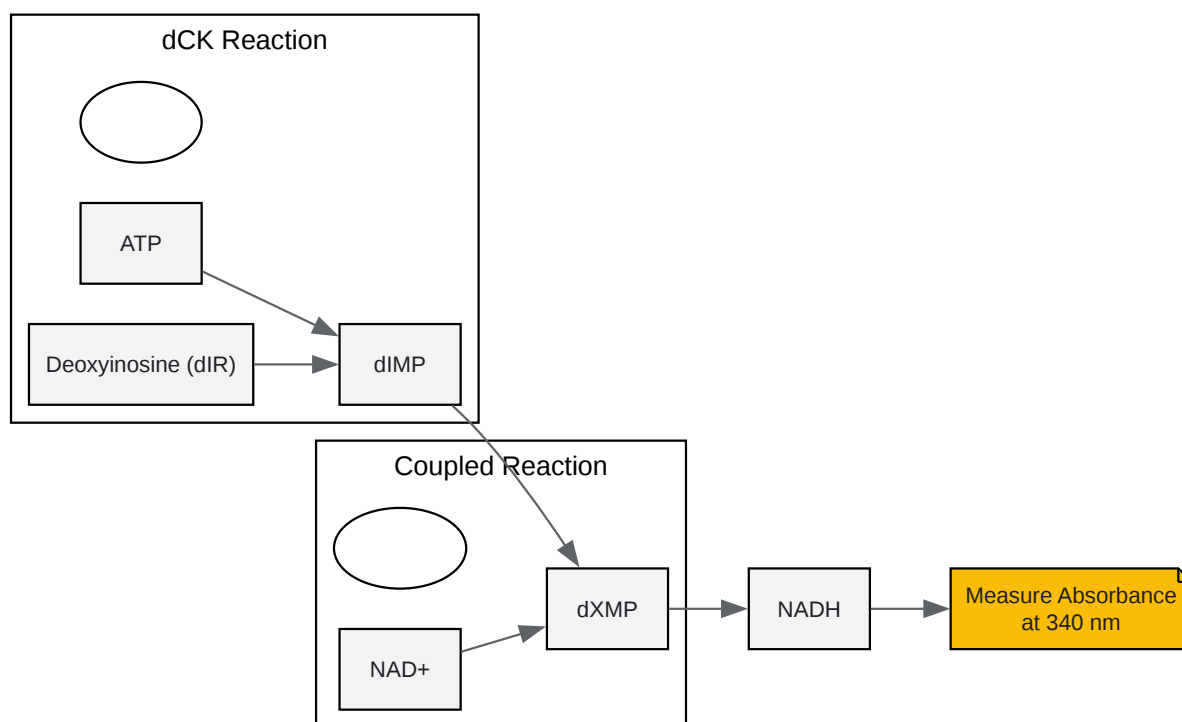 dCK Reaction
ATP
Deoxyinosine (dIR)
dIMP
Coupled Reaction
dXMP
NAD+
NADH
Measure Absorbance
at 340 nm